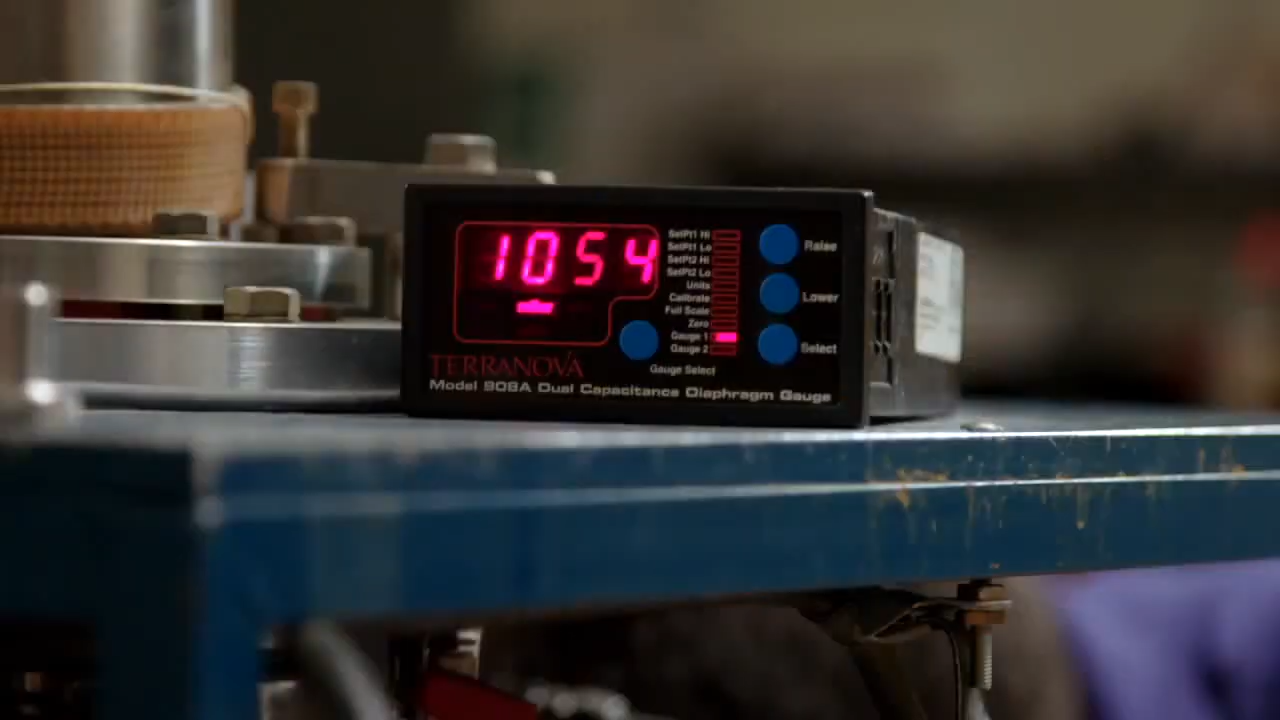 1054
SetPt1 Hi
SetPt1 Lo
SetPt2 Hi
SetPt2 Lo
Units
Calibrate
Full Scale
Zero
Gauge 1
Gauge 2
Raise
Lower
Select
Gauge Select
TERRANOVA
Model 908A Dual Capacitance Diaphragm Gauge